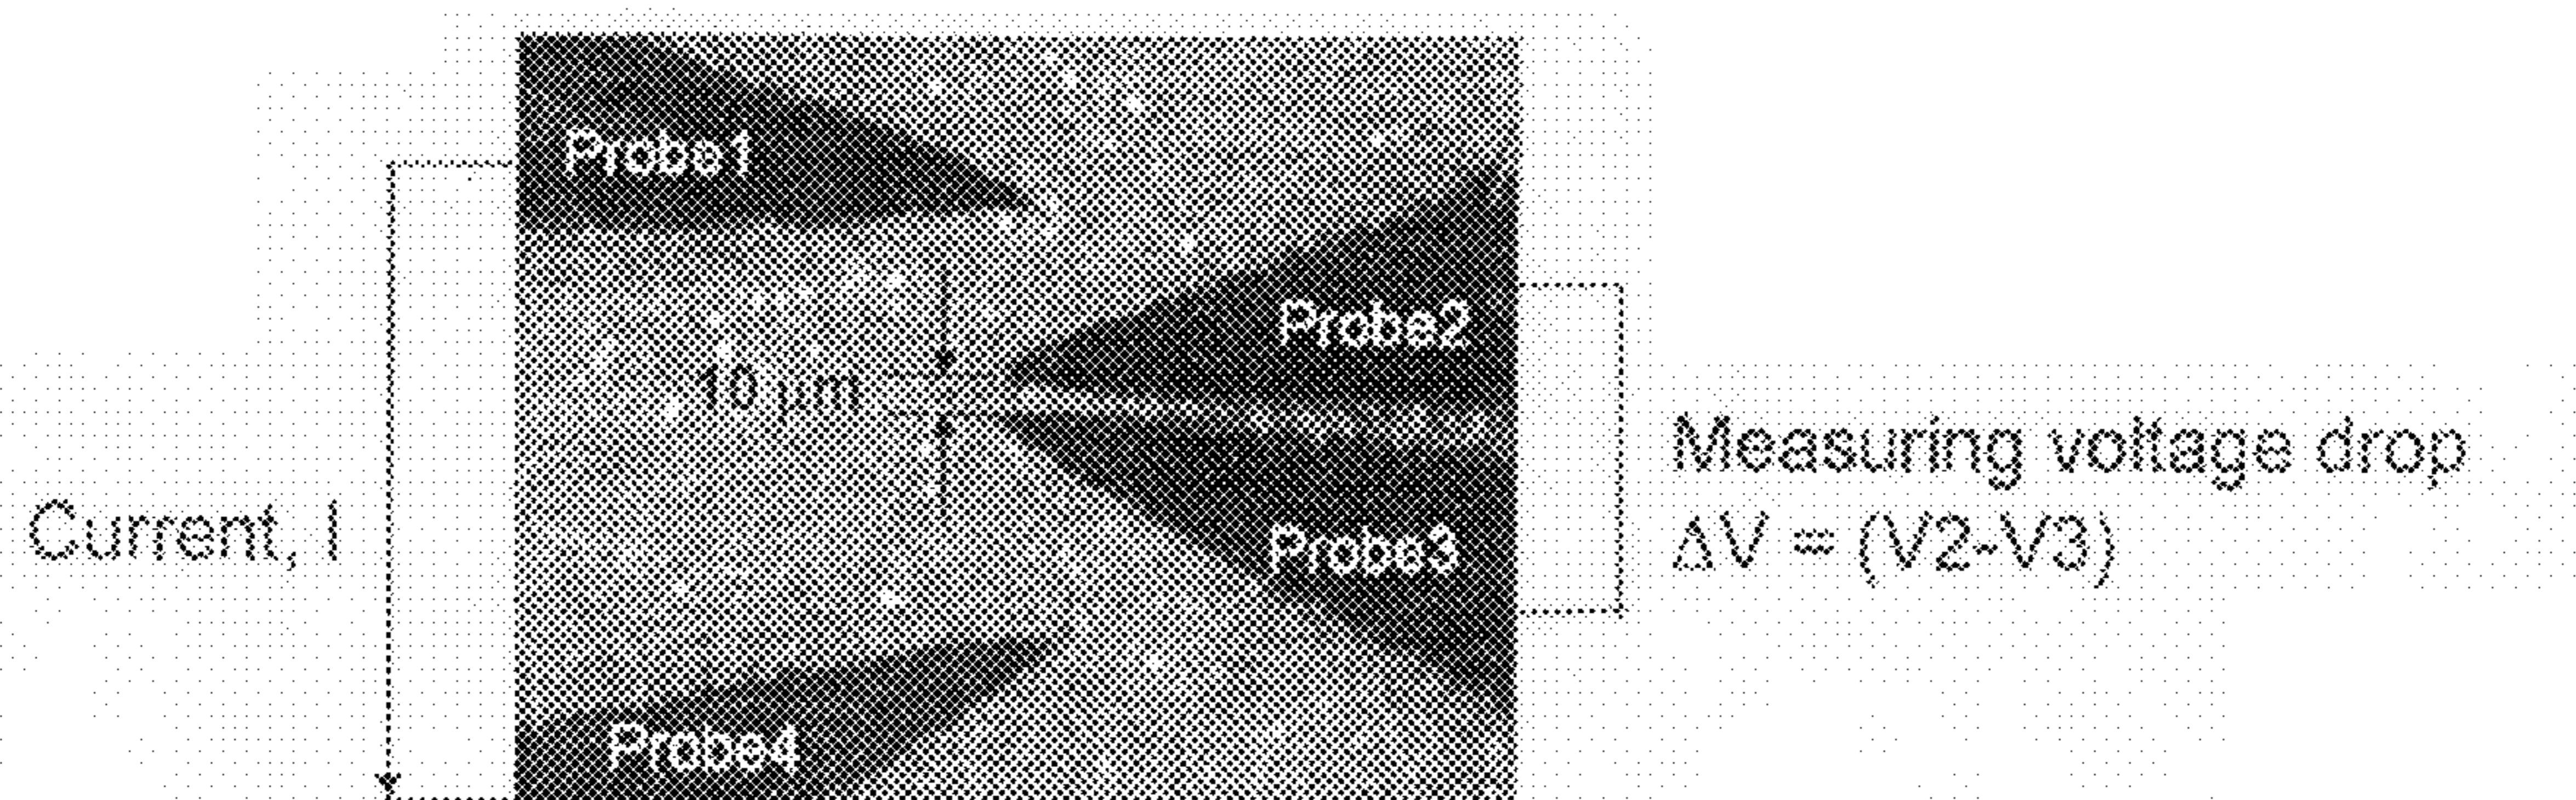 Probe1
Probe2
10 µm
Measuring voltage drop
Current, I
ΔV = (V2-V3)
Probe3
Probe4